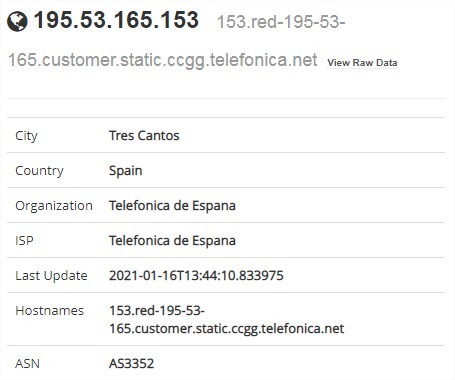 195.53.165.153 153.red-195-53-
165.customer.static.ccgg.telefonica.net View Raw Data
City Tres Cantos
Country Spain
Organization Telefonica de Espana
ISP Telefonica de Espana
Last Update 2021-01-16T13:44:10.833975
Hostnames 153.red-195-53-
165.customer.static.ccgg.telefonica.net
ASN AS3352